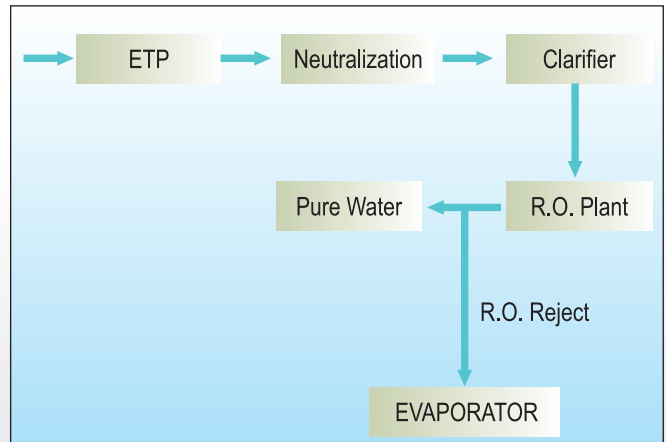 ETP
Neutralization
Clarifier
Pure Water
R.O. Plant
R.O. Reject
EVAPORATOR